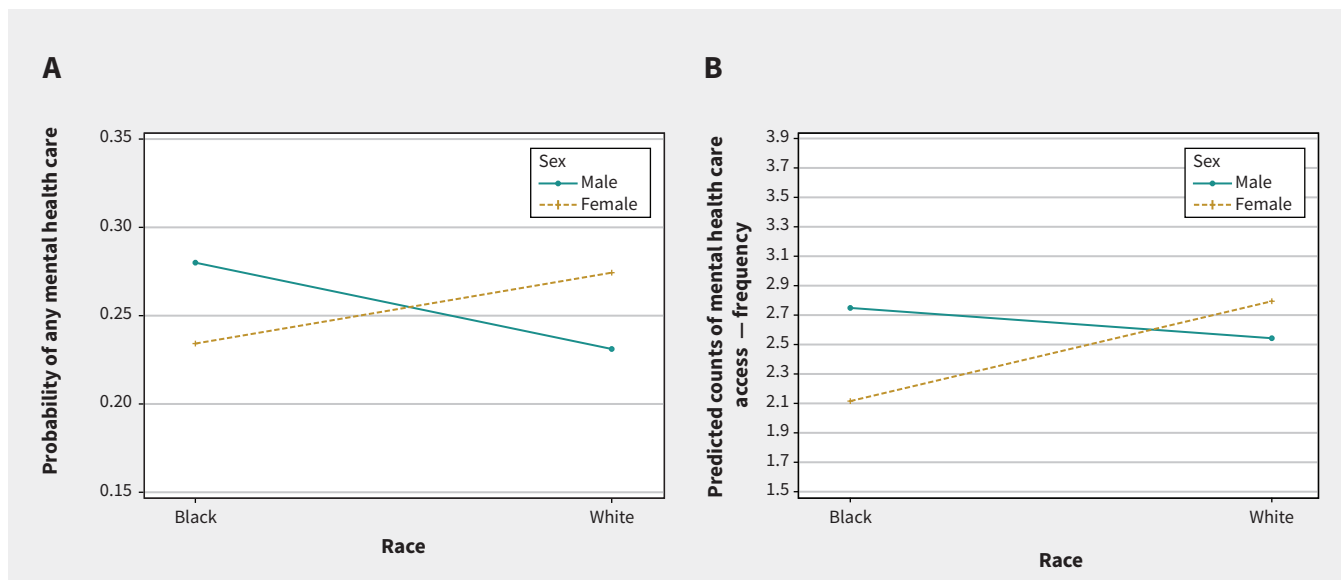 A
Probability of any mental health care
0.35
0.30
0.25
0.20
0.15
Sex
Male
Female
Black
White
Race
B
Predicted counts of mental health care
access — frequency
3.9
3.7
3.5
3.3
3.1
2.9
2.7
2.5
2.3
2.1
1.9
1.7
1.5
Sex
Male
Female
Black
White
Race